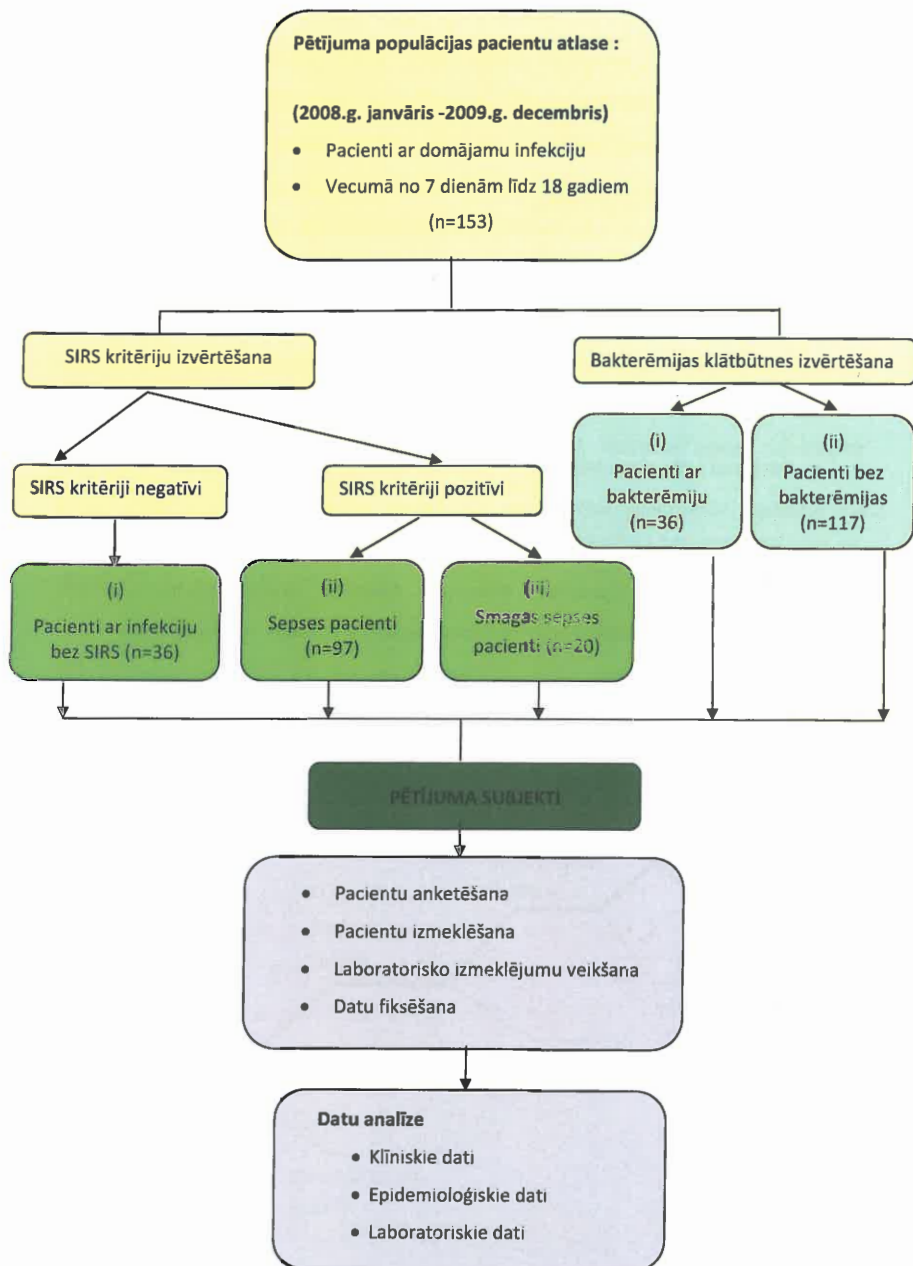 Pētījuma populācijas pacientu atlase :
(2008.g. janvāris -2009.g. decembris)
• Pacienti ar domājamu infekciju
• Vecumā no 7 dienām līdz 18 gadiem
(n=153)
SIRS kritēriju izvērtēšana
Bakterēmijas klātbūtnes izvērtēšana
SIRS kritēriji negatīvi
SIRS kritēriji pozitīvi
(i)
Pacienti ar
bakterēmiju
(n=36)
(ii)
Pacienti bez
bakterēmijas
(n=117)
(i)
Pacienti ar infekciju
bez SIRS (n=36)
(ii)
Sepses pacienti
(n=97)
(iii)
Smagas sepses
pacienti (n=20)
PĒTĪJUMA SUBJEKTI
• Pacientu anketēšana
• Pacientu izmeklēšana
• Laboratorisko izmeklējumu veikšana
• Datu fiksēšana
Datu analīze
• Klīniskie dati
• Epidemioloģiskie dati
• Laboratoriskie dati